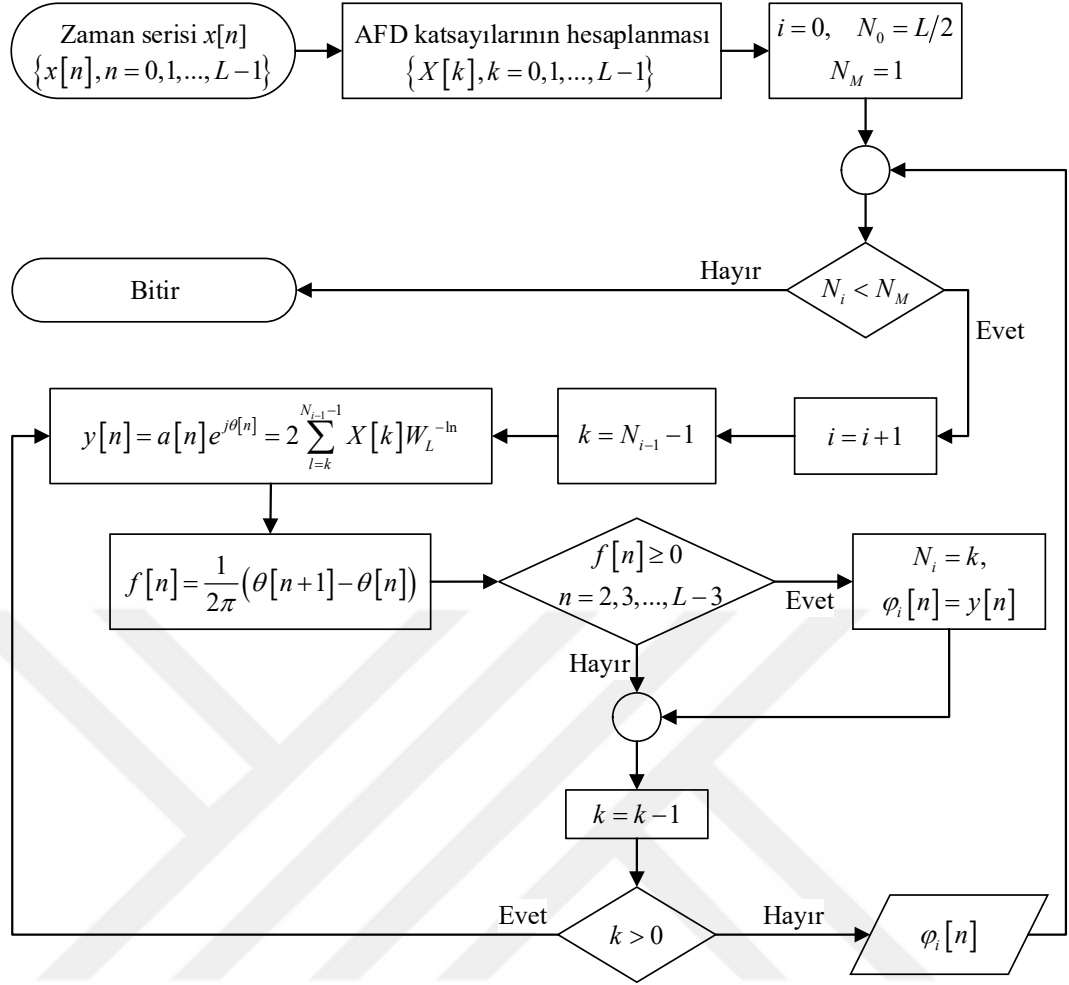 Zaman serisi x[n]
{x[n], n = 0,1,..., L−1}
AFD katsayılarının hesaplanması
{X[k], k = 0,1,..., L−1}
i = 0, N₀ = L/2
N_M = 1
N_i < N_M
Hayır
Bitir
Evet
i = i+1
k = N_{i−1} −1
y[n] = a[n]e^{jθ[n]} = 2 ∑_{l=k}^{N_{i−1}−1} X[k]W_L^{−ln}
f[n] = 1/2π (θ[n+1]−θ[n])
f[n] ≥ 0
n = 2,3,..., L−3
Evet
N_i = k,
φ_i[n] = y[n]
Hayır
k = k−1
k > 0
Evet
Hayır
φ_i[n]